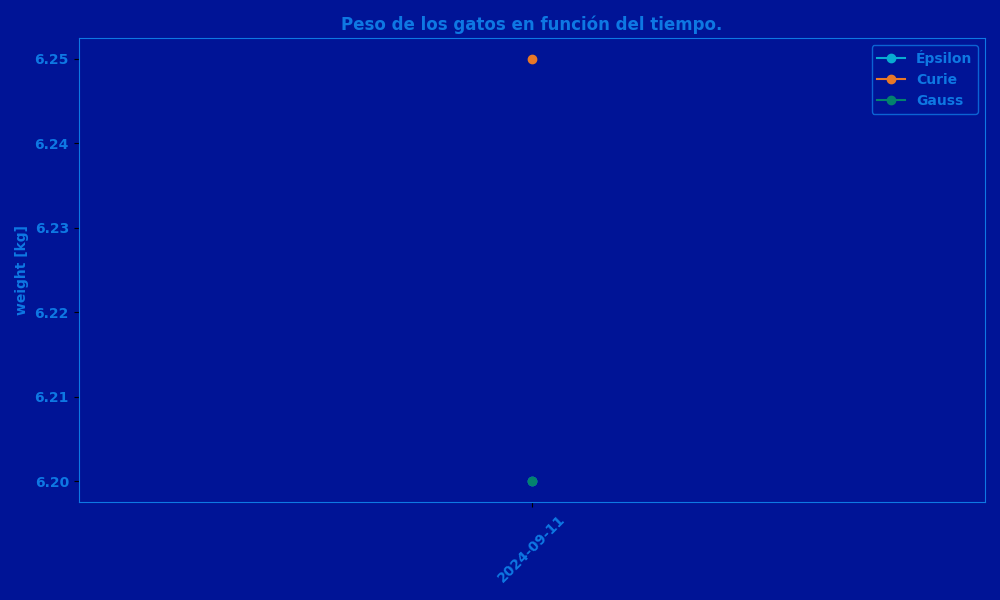 Peso de los gatos en función del tiempo.
Épsilon
Curie
Gauss
6.25
6.24
6.23
6.22
6.21
6.20
weight [kg]
2024-09-11